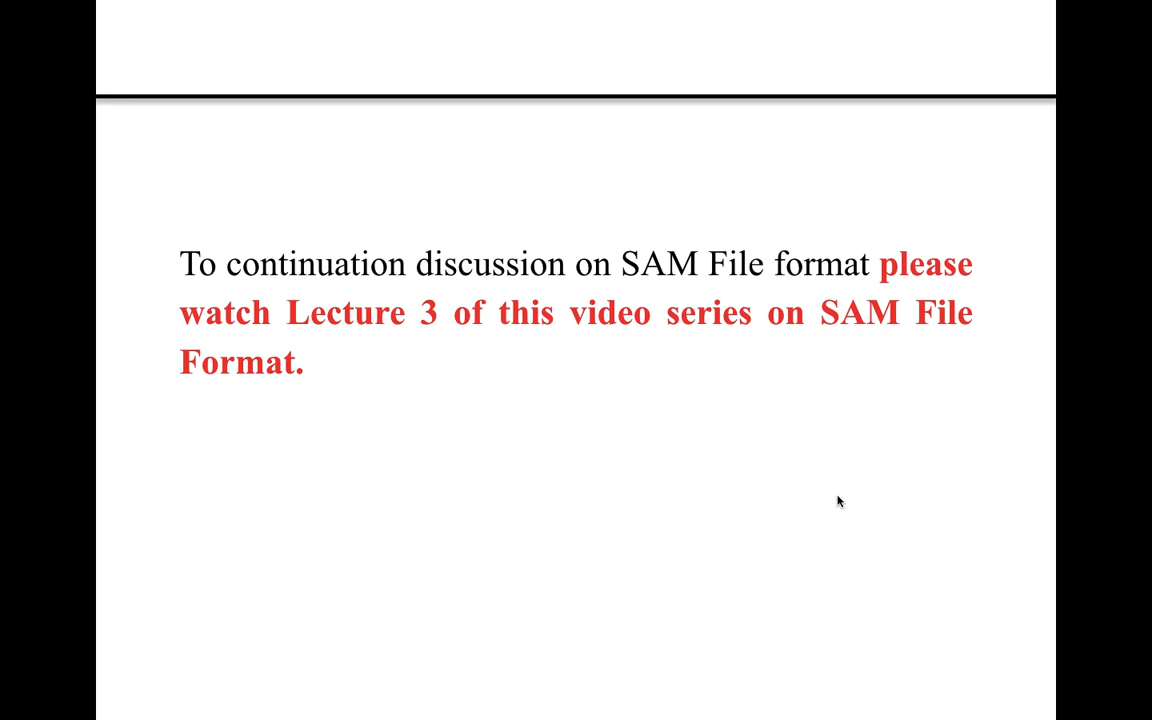 To continuation discussion on SAM File format please
watch Lecture 3 of this video series on SAM File
Format.